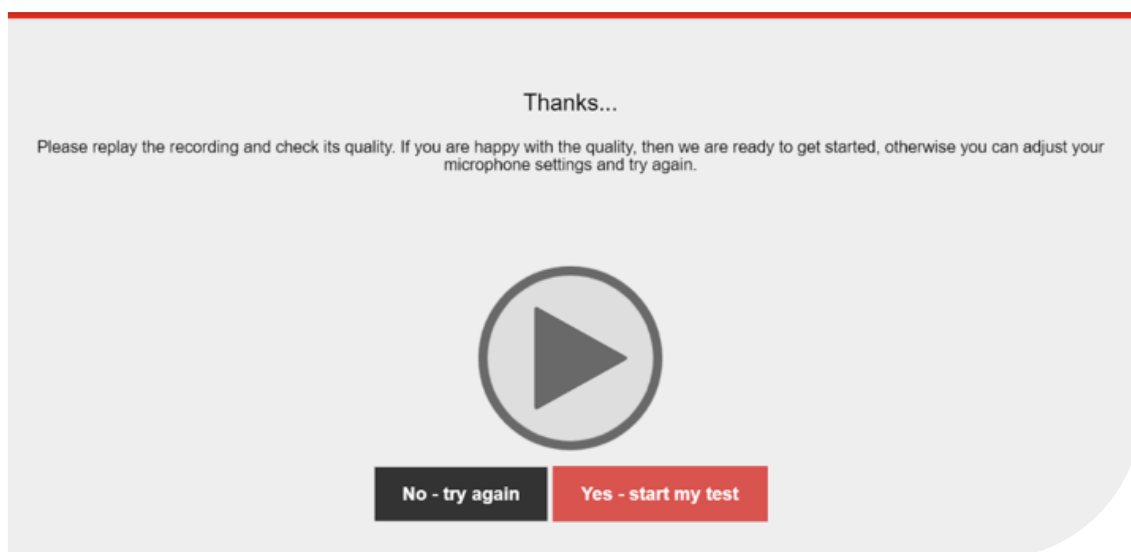 Thanks...
Please replay the recording and check its quality. If you are happy with the quality, then we are ready to get started, otherwise you can adjust your
microphone settings and try again.
No - try again
Yes - start my test